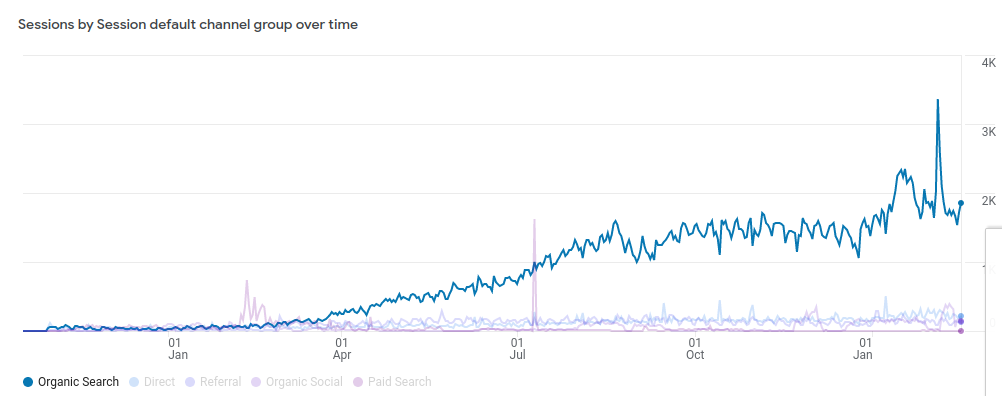 Sessions by Session default channel group over time
4K
3K
2K
1
01 Jan
01 Apr
01 Jul
01 Oct
01 Jan
Organic Search Direct Referral Organic Social Paid Search